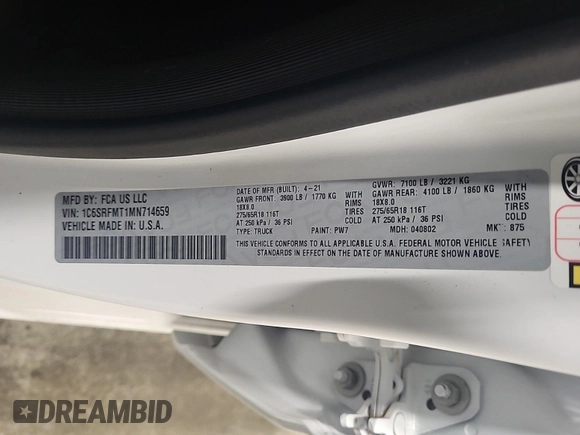 MFD BY: FCA US LLC
VIN: 1C6SRFMT1MN714659
VEHICLE MADE IN: U.S.A.
DATE OF MFR (BUILT): 4-21
GAWR FRONT: 3900 LB / 1770 KG WITH
18X8.0 RIMS
275/65R18 116T TIRES
AT 250 kPa / 36 PSI COLD
TYPE: TRUCK PAINT: PW7
GVWR: 7100 LB / 3221 KG
GAWR REAR: 4100 LB / 1860 KG WITH
18X8.0 RIMS
275/65R18 116T TIRES
AT 250 kPa / 36 PSI COLD
MDH: 040802 MKT: 875
THIS VEHICLE CONFORMS TO ALL APPLICABLE U.S.A. FEDERAL MOTOR VEHICLE SAFETY
STANDARDS IN EFFECT ON THE DATE OF MANUFACTURE SHOWN ABOVE.
DREAMBID